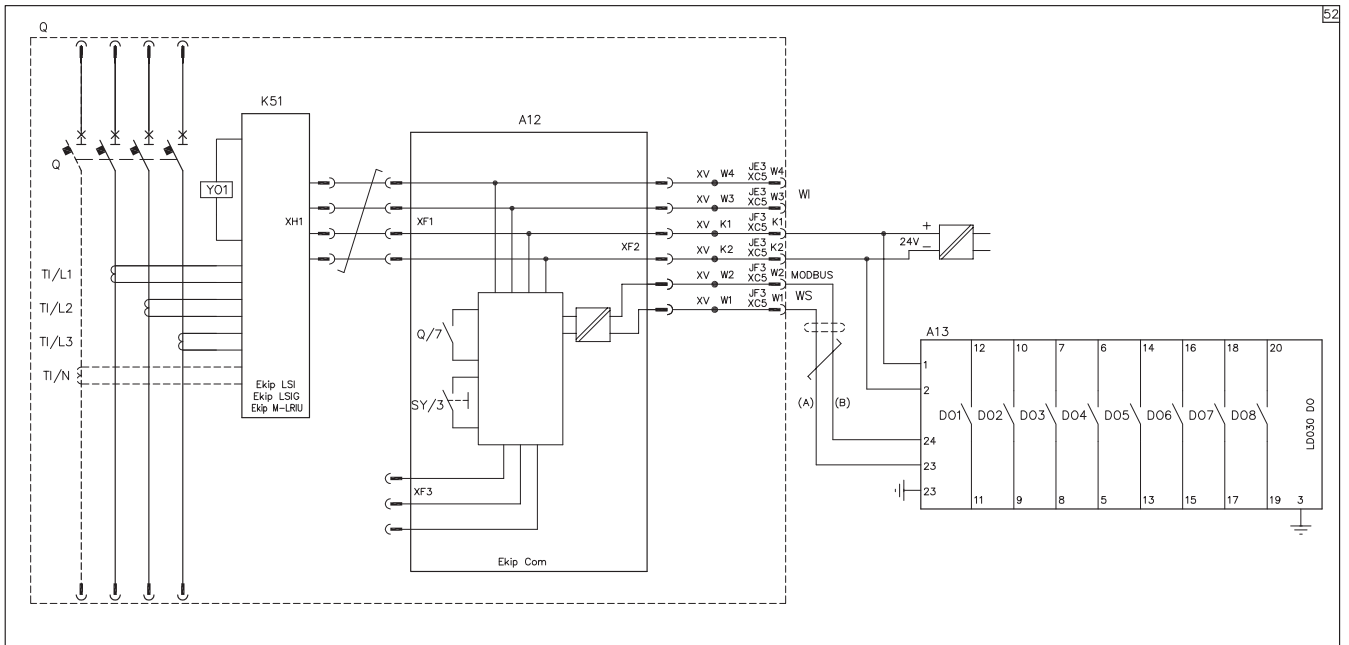 52
Q
K51
A12
Q
Y01
XH1
XF1
XF2
XV W4 JE3 XC5 W4
XV W3 JE3 XC5 W3
WI
XV K1 JF3 XC5 K1
XV K2 JE3 XC5 K2
XV W2 JF3 XC5 W2 MODBUS
XV W1 JF3 XC5 W1 WS
+
24V
–
TI/L1
TI/L2
TI/L3
TI/N
Ekip LSI
Ekip LSIG
Ekip M-LRIU
Q/7
SY/3
XF3
Ekip Com
(A) (B)
A13
12 10 7 6 14 16 18 20
1
2
DO1 DO2 DO3 DO4 DO5 DO6 DO7 DO8
LD030 DO
24
23
23
11 9 8 5 13 15 17 19 3